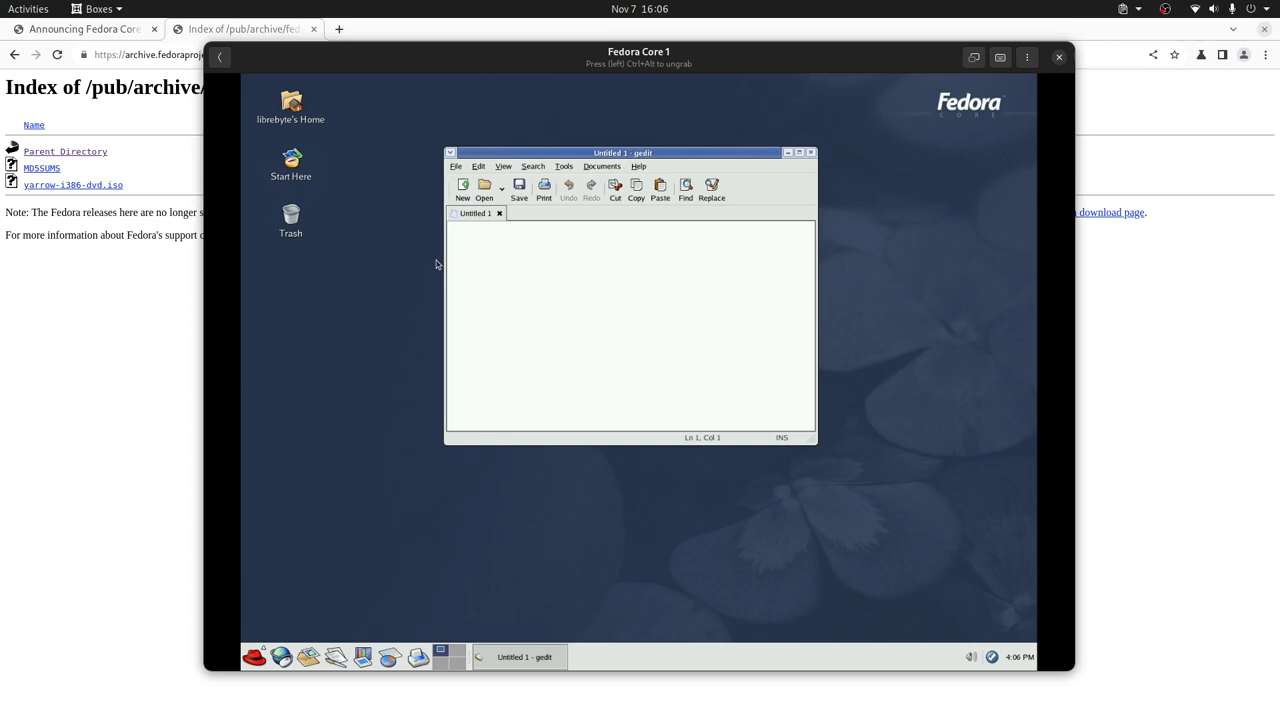 Activities Boxes Nov 7 16:06
Announcing Fedora Core
Index of /pub/archive/fed
https://archive.fedoraproje
Fedora Core 1
Press (left) Ctrl+Alt to ungrab
Index of /pub/archive/
Name
Parent Directory
MD5SUMS
yarrow-i386-dvd.iso
Note: The Fedora releases here are no longer s
download page.
For more information about Fedora's support
librebyte's Home
Start Here
Trash
Fedora
CORE
Untitled 1 - gedit
File Edit View Search Tools Documents Help
New Open Save Print Undo Redo Cut Copy Paste Find Replace
Untitled 1
Ln 1, Col 1 INS
Untitled 1 - gedit
4:06 PM